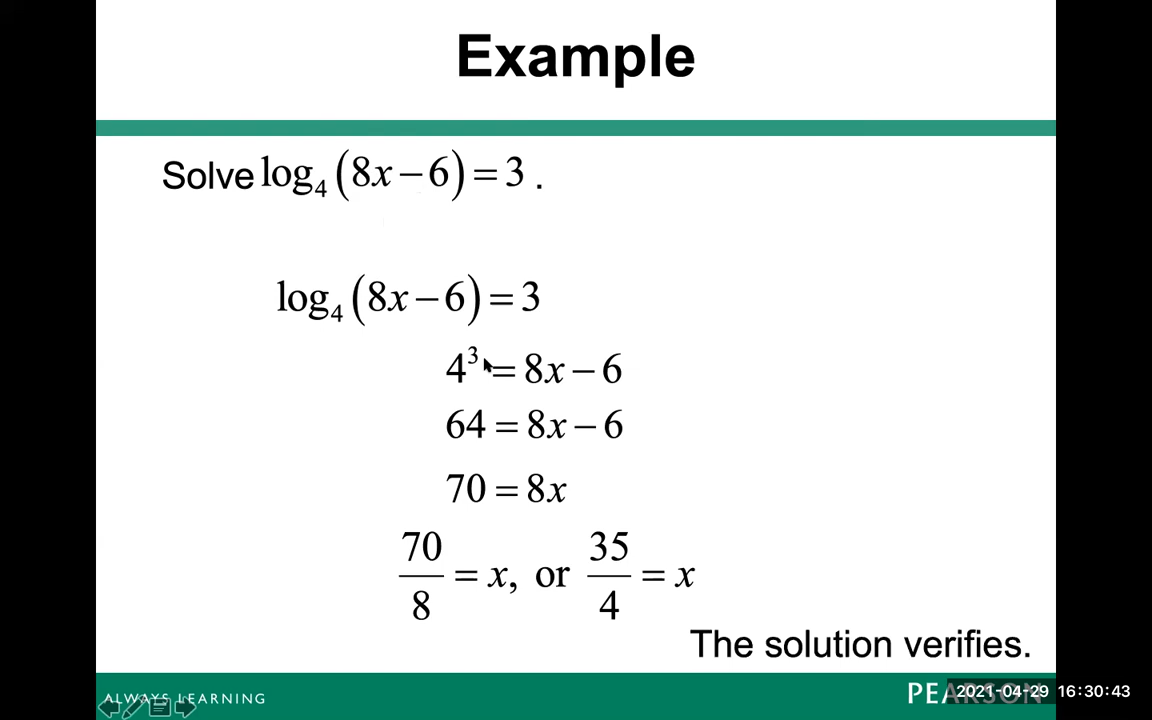 Example
Solve log₄(8x−6)=3 .
log₄(8x−6)=3
4³=8x−6
64=8x−6
70=8x
70/8=x, or 35/4=x
The solution verifies.
ALWAYS LEARNING
2021-04-29 16:30:43